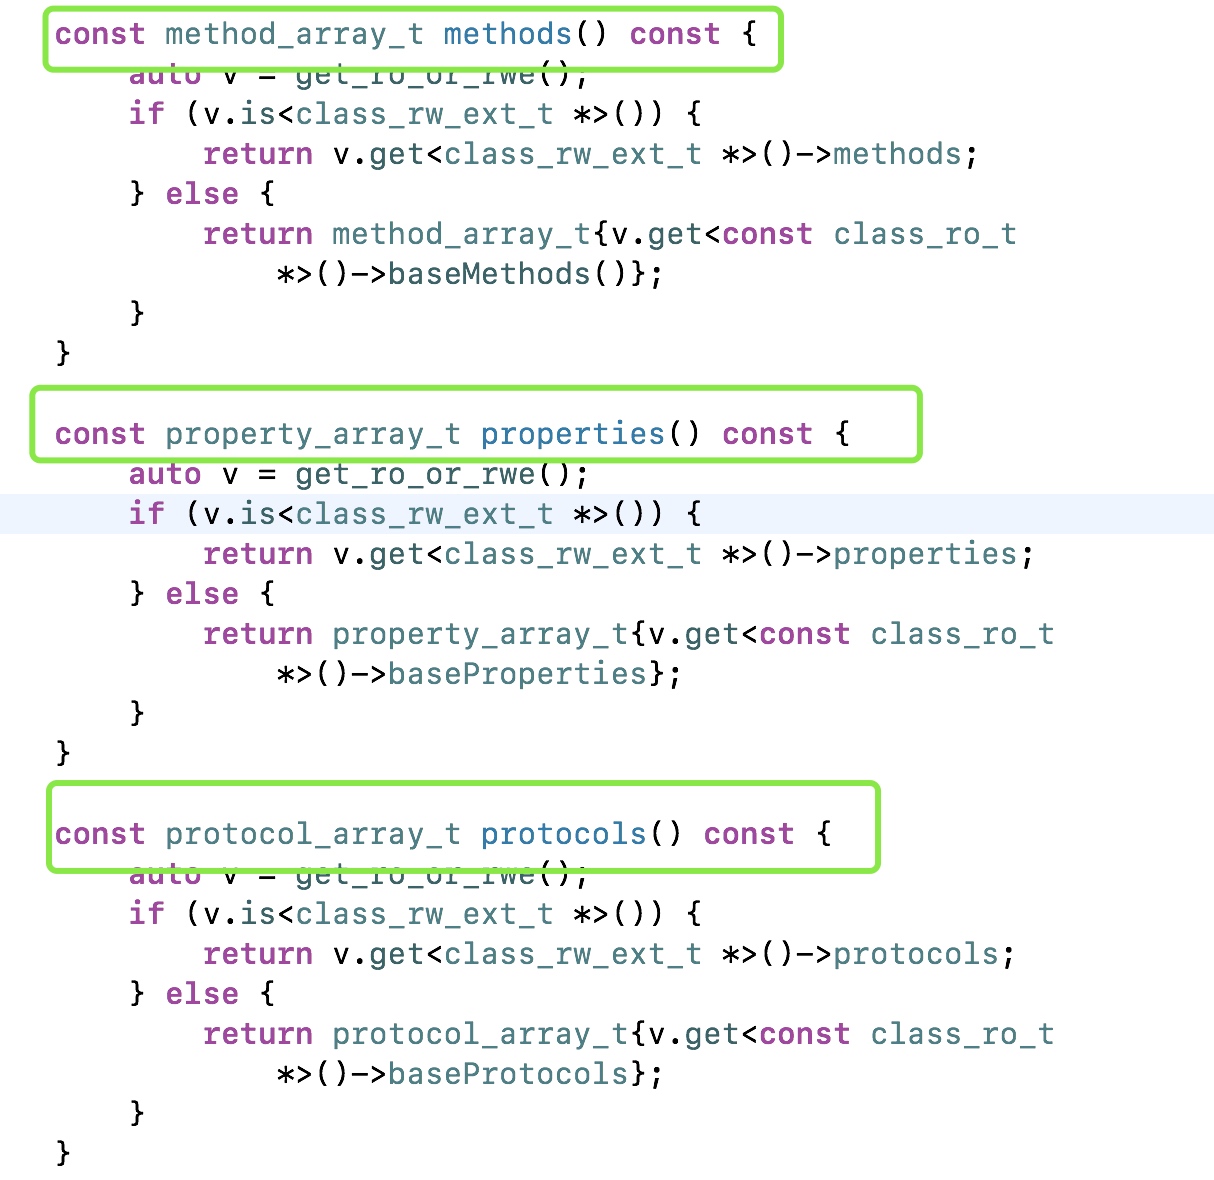 const method_array_t methods() const {
auto v = get_ro_or_rwe();
if (v.is<class_rw_ext_t *>()) {
return v.get<class_rw_ext_t *>()->methods;
} else {
return method_array_t{v.get<const class_ro_t
*>()->baseMethods()};
}
}
const property_array_t properties() const {
auto v = get_ro_or_rwe();
if (v.is<class_rw_ext_t *>()) {
return v.get<class_rw_ext_t *>()->properties;
} else {
return property_array_t{v.get<const class_ro_t
*>()->baseProperties};
}
}
const protocol_array_t protocols() const {
auto v = get_ro_or_rwe();
if (v.is<class_rw_ext_t *>()) {
return v.get<class_rw_ext_t *>()->protocols;
} else {
return protocol_array_t{v.get<const class_ro_t
*>()->baseProtocols};
}
}